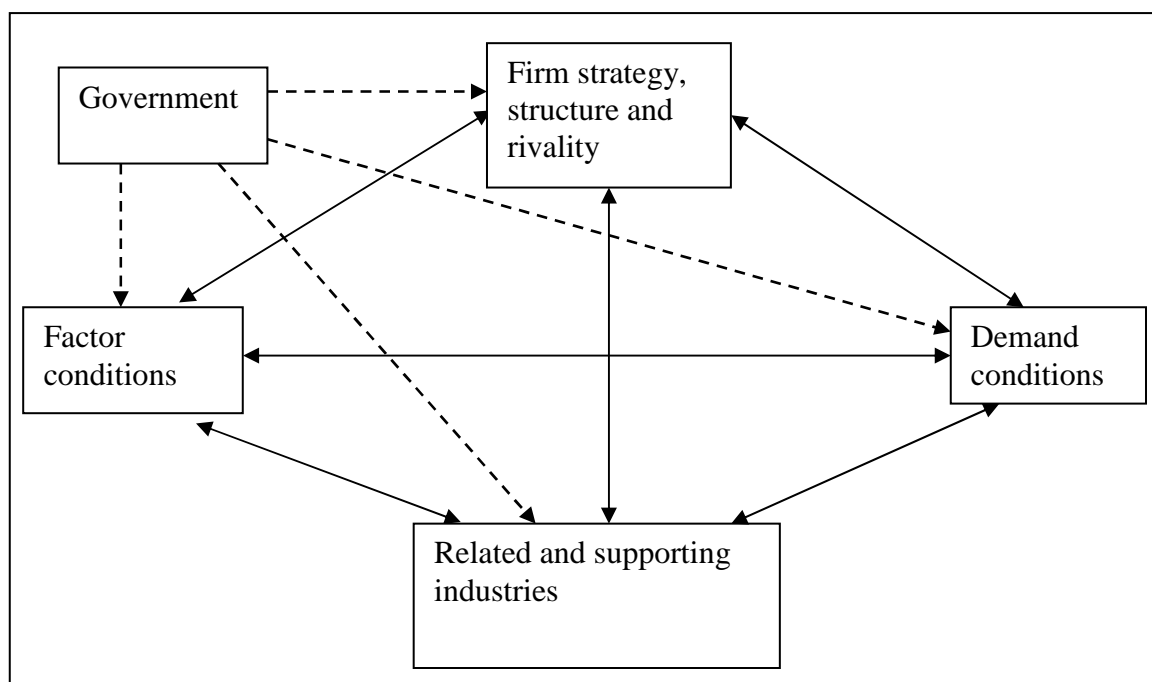 Government
Firm strategy,
structure and
rivality
Factor
conditions
Demand
conditions
Related and supporting
industries